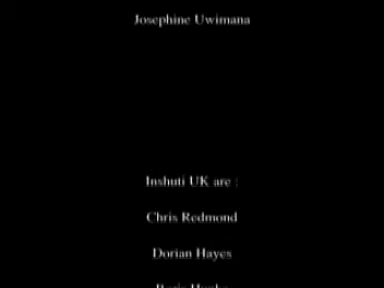 Josephine Uwimana
Inshuti UK are :
Chris Redmond
Dorian Hayes